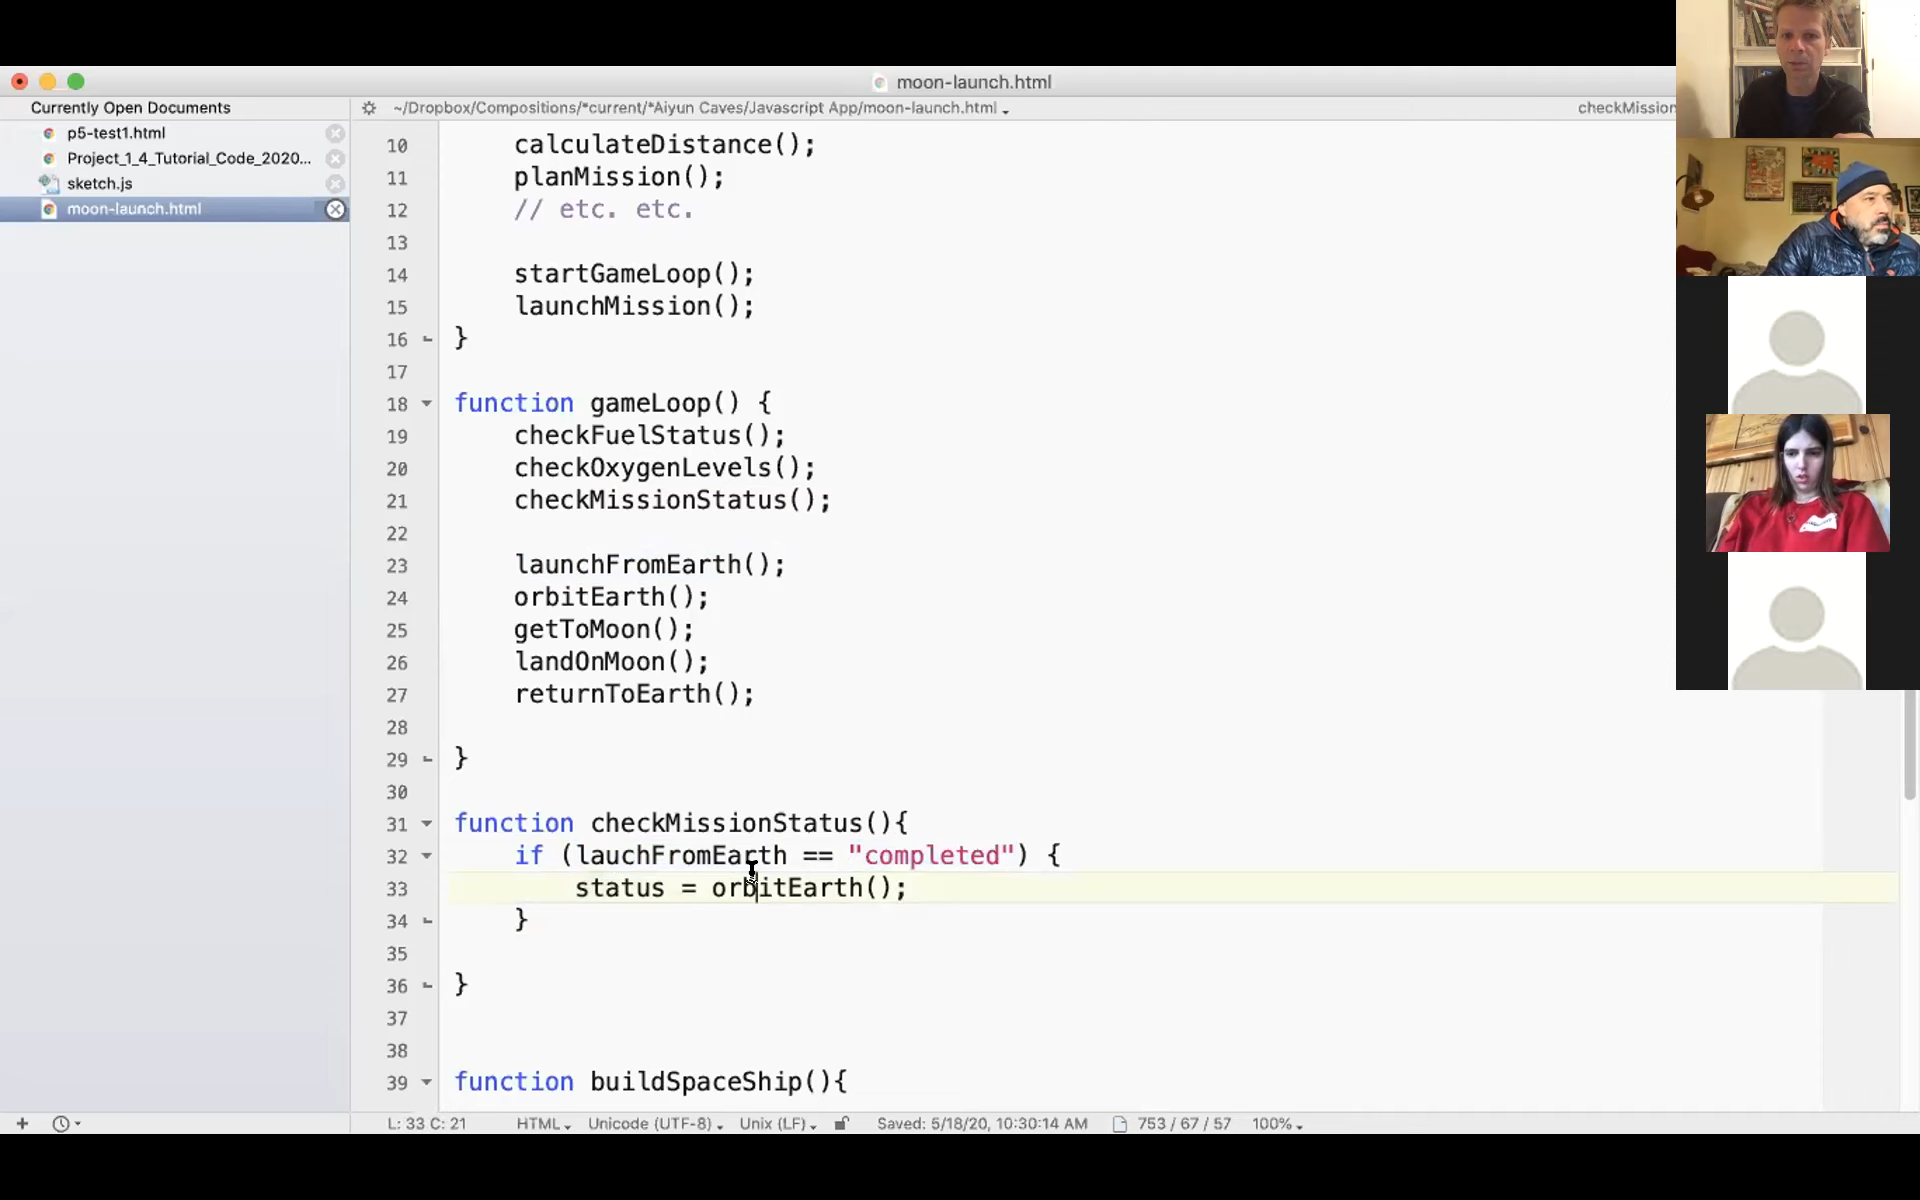 moon-launch.html
Currently Open Documents
p5-test1.html
Project_1_4_Tutorial_Code_2020...
sketch.js
moon-launch.html
~/Dropbox/Compositions/*current/*Aiyun Caves/Javascript App/moon-launch.html
checkMission
10 calculateDistance();
11 planMission();
12 // etc. etc.
13
14 startGameLoop();
15 launchMission();
16 }
17
18 function gameLoop() {
19 checkFuelStatus();
20 checkOxygenLevels();
21 checkMissionStatus();
22
23 launchFromEarth();
24 orbitEarth();
25 getToMoon();
26 landOnMoon();
27 returnToEarth();
28
29 }
30
31 function checkMissionStatus(){
32 if (lauchFromEarth == "completed") {
33 status = orbitEarth();
34 }
35
36 }
37
38
39 function buildSpaceShip(){
L: 33 C: 21 HTML Unicode (UTF-8) Unix (LF) Saved: 5/18/20, 10:30:14 AM 753 / 67 / 57 100%